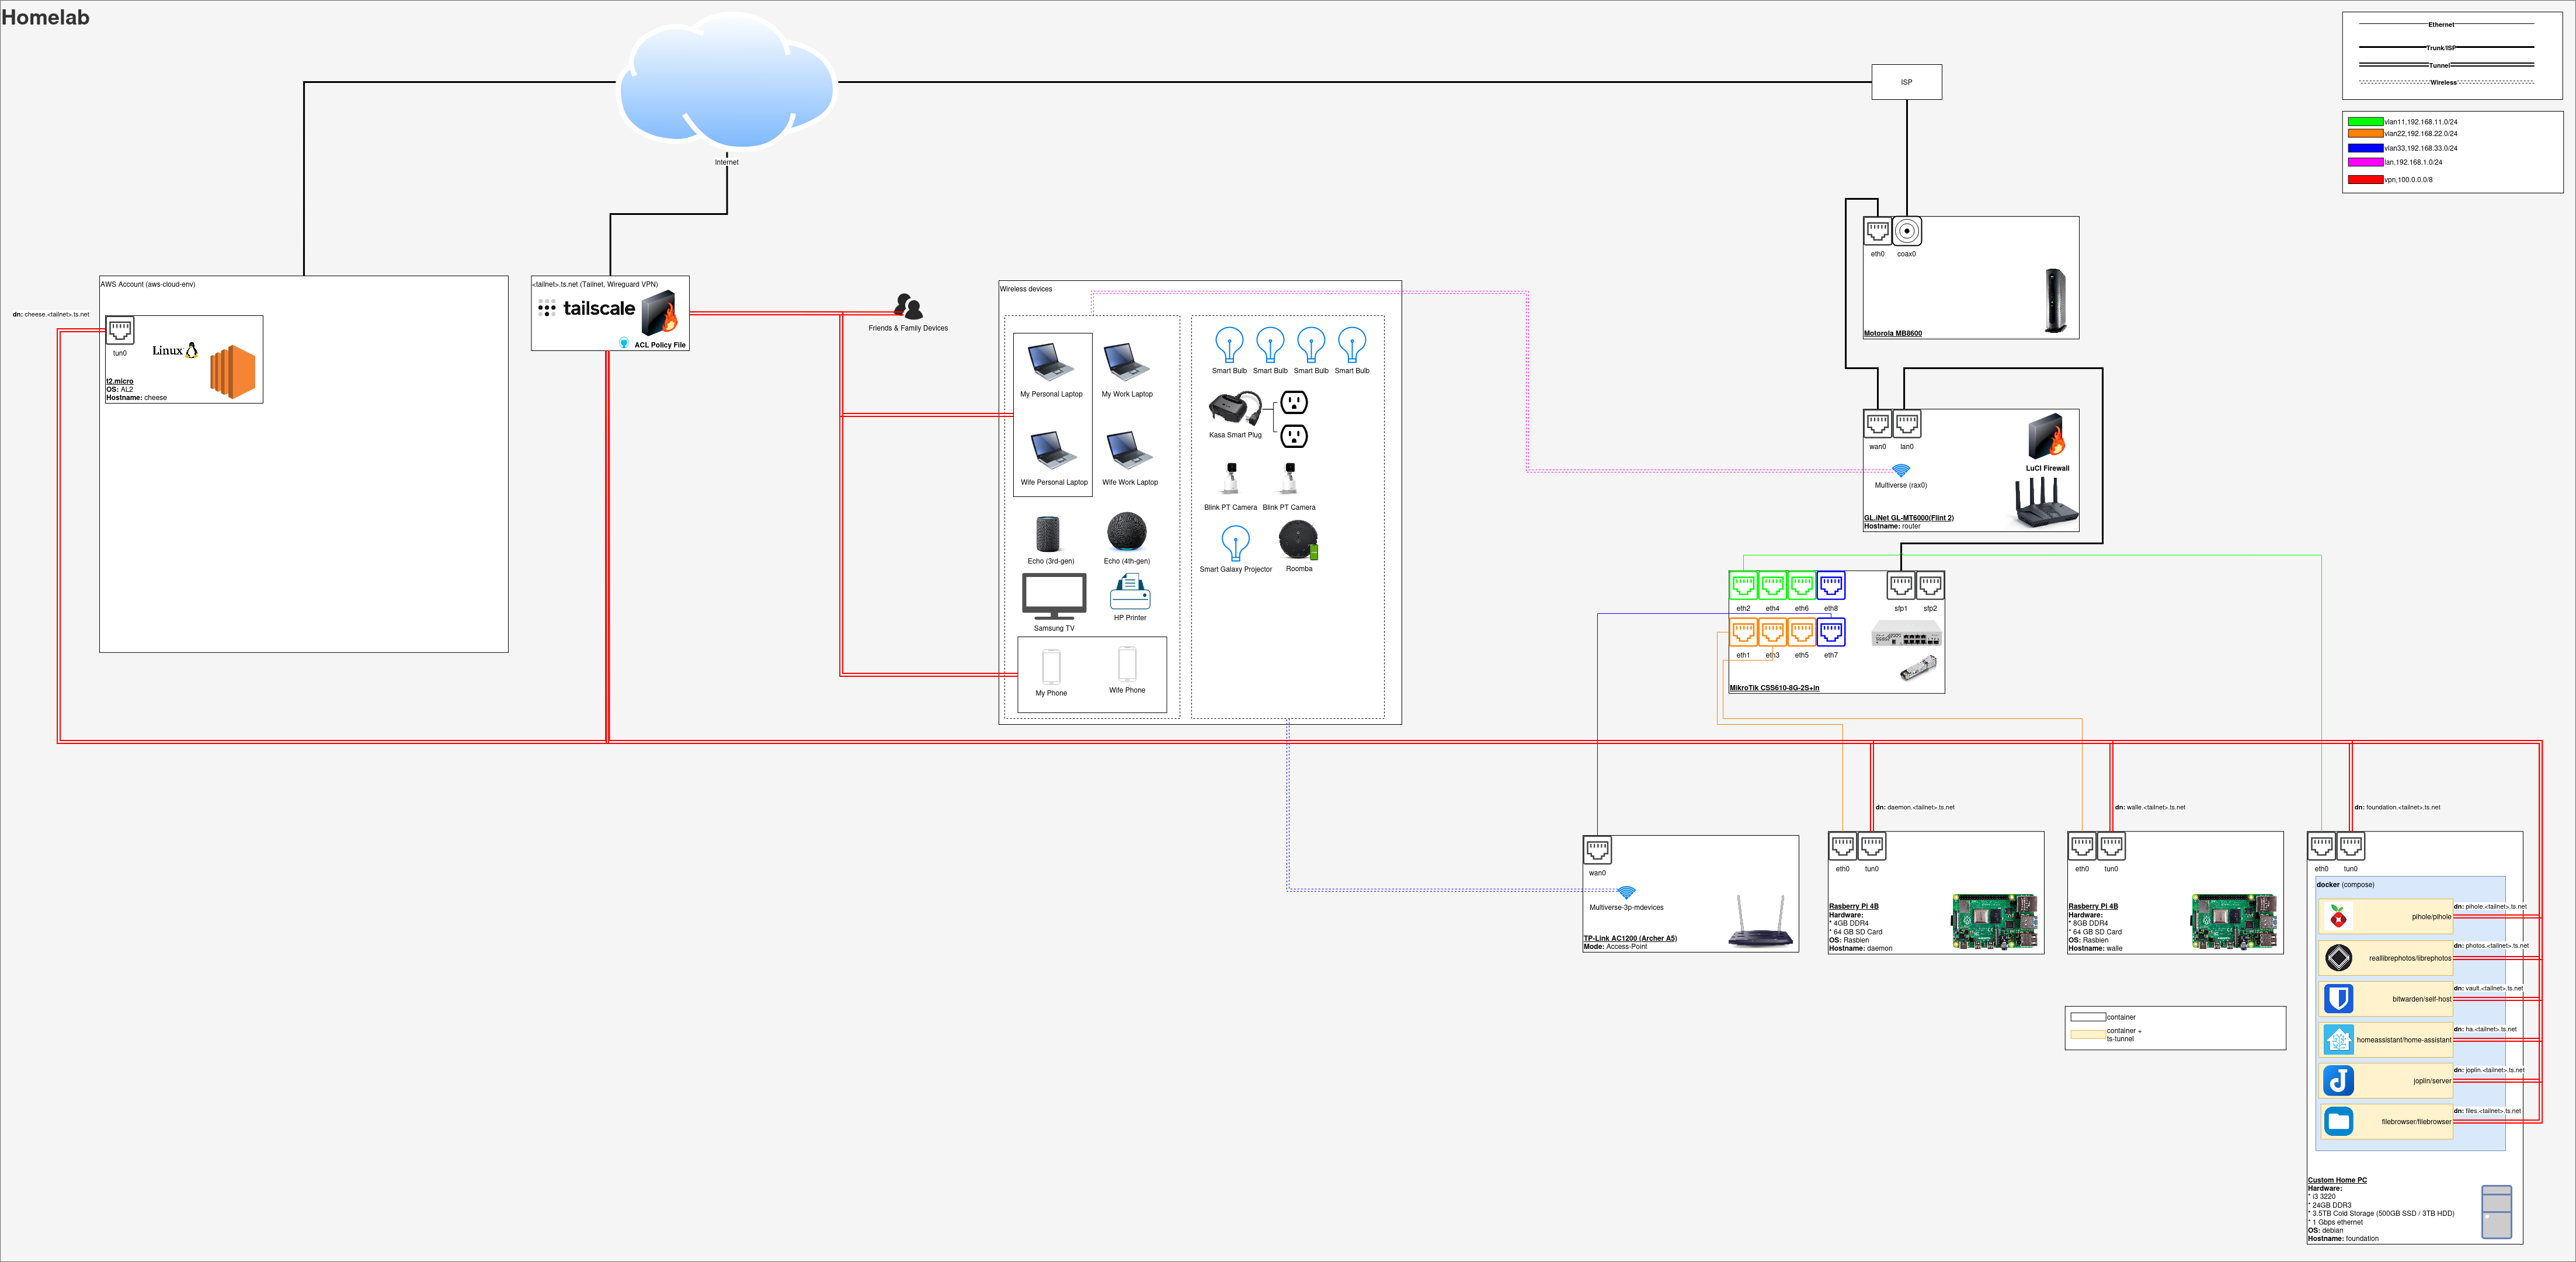 Homelab
Internet
ISP
Ethernet
Trunk/ISP
Tunnel
Wireless
vlan11,192.168.11.0/24
vlan22,192.168.22.0/24
vlan33,192.168.33.0/24
lan,192.168.1.0/24
vpn,100.0.0.0/8
eth0
coax0
Motorola MB8600
AWS Account (aws-cloud-env)
dn: cheese.<tailnet>.ts.net
tun0
Linux
t2.micro
OS: AL2
Hostname: cheese
<tailnet>.ts.net (Tailnet, Wireguard VPN)
tailscale
ACL Policy File
Friends & Family Devices
Wireless devices
My Personal Laptop
My Work Laptop
Wife Personal Laptop
Wife Work Laptop
Echo (3rd-gen)
Echo (4th-gen)
Samsung TV
HP Printer
My Phone
Wife Phone
Smart Bulb
Smart Bulb
Smart Bulb
Smart Bulb
Kasa Smart Plug
Blink PT Camera
Blink PT Camera
Smart Galaxy Projector
Roomba
wan0
lan0
LuCI Firewall
Multiverse (rax0)
GL.iNet GL-MT6000(Flint 2)
Hostname: router
eth2
eth4
eth6
eth8
sfp1
sfp2
eth1
eth3
eth5
eth7
MikroTik CSS610-8G-2S+in
wan0
Multiverse-3p-mdevices
TP-Link AC1200 (Archer A5)
Mode: Access-Point
dn: daemon.<tailnet>.ts.net
eth0
tun0
Rasberry Pi 4B
Hardware:
* 4GB DDR4
* 64 GB SD Card
OS: Rasbien
Hostname: daemon
dn: walle.<tailnet>.ts.net
eth0
tun0
Rasberry Pi 4B
Hardware:
* 8GB DDR4
* 64 GB SD Card
OS: Rasbien
Hostname: walle
container
container +
ts-tunnel
dn: foundation.<tailnet>.ts.net
eth0
tun0
docker (compose)
dn: pihole.<tailnet>.ts.net
pihole/pihole
dn: photos.<tailnet>.ts.net
reallibrephotos/librephotos
dn: vault.<tailnet>.ts.net
bitwarden/self-host
dn: ha.<tailnet>.ts.net
homeassistant/home-assistant
dn: joplin.<tailnet>.ts.net
joplin/server
dn: files.<tailnet>.ts.net
filebrowser/filebrowser
Custom Home PC
Hardware:
* i3 3220
* 24GB DDR3
* 3.5TB Cold Storage (500GB SSD / 3TB HDD)
* 1 Gbps ethernet
OS: debian
Hostname: foundation